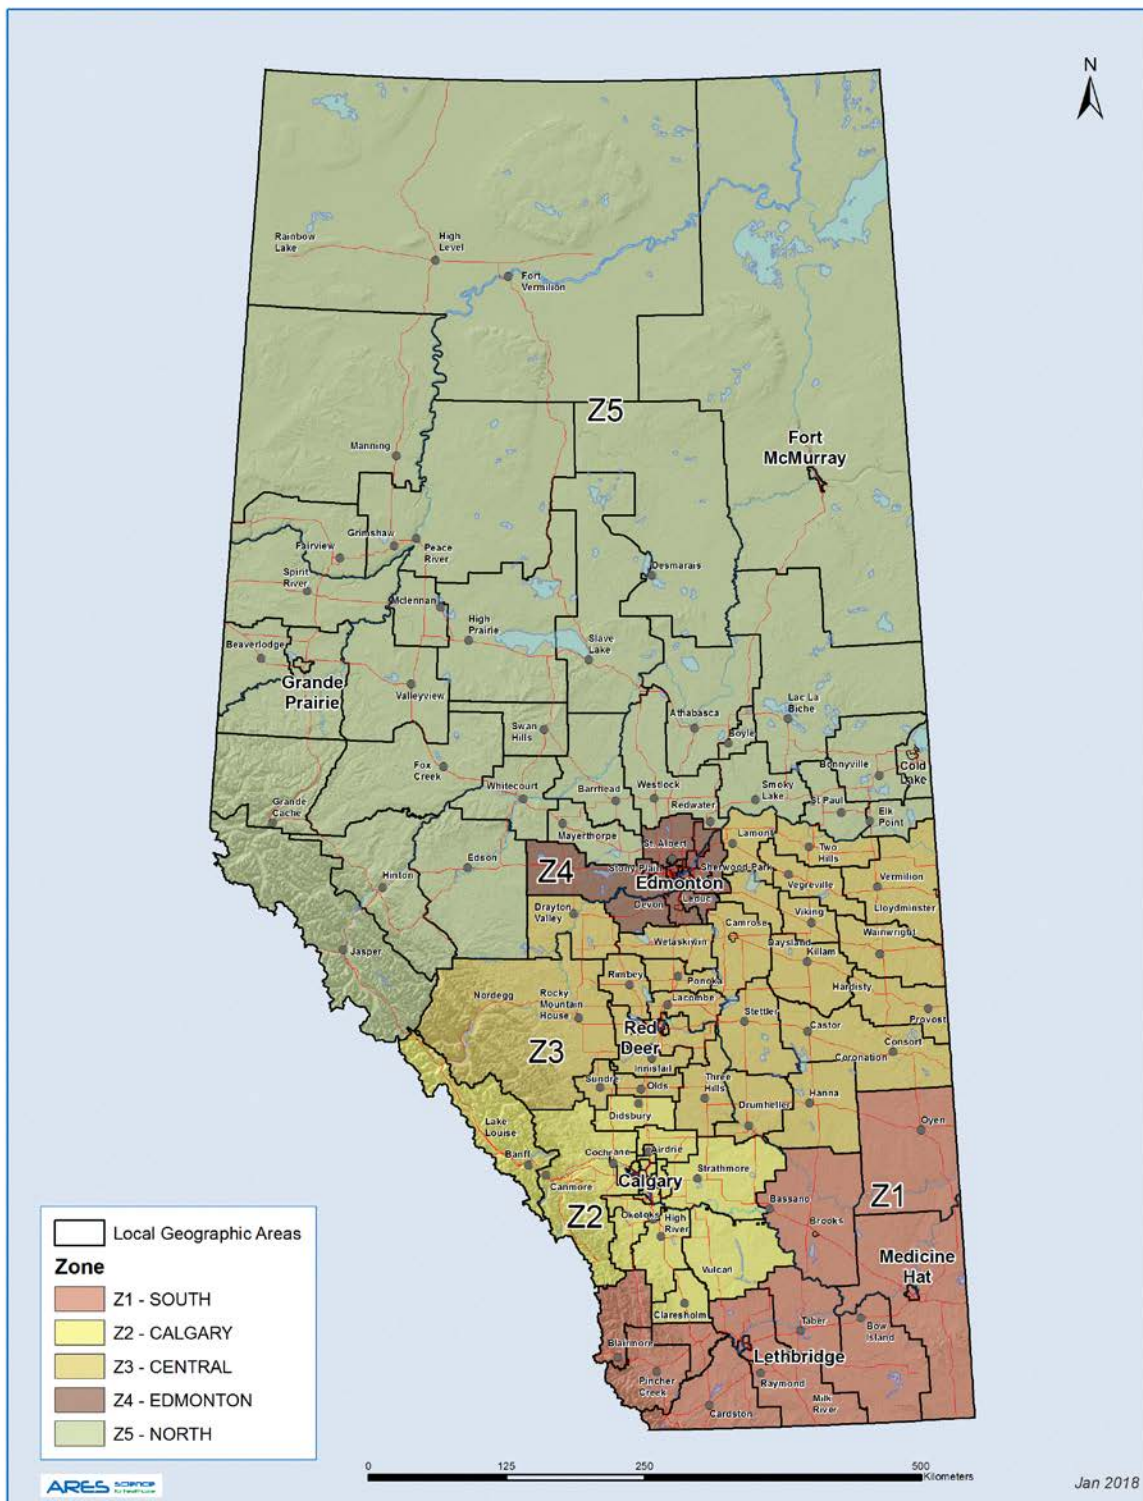 N
Rainbow
Lake
High
Level
Fort
Vermilion
Z5
Manning
Fort
McMurray
Grimshaw
Fairview
Peace
River
Spirit
River
Desmarais
Mclennan
High
Prairie
Slave
Lake
Beaverlodge
Grande
Prairie
Valleyview
Lac La
Biche
Athabasca
Swan
Hills
Boyle
Fox
Creek
Bonnyville
Cold
Lake
Whitecourt
Barrhead
Westlock
Smoky
Lake
Redwater
St Paul
Elk
Point
Grande
Cache
Mayerthorpe
Lamont
St. Albert
Two
Hills
Edson
Z4
Stony Plain
Sherwood Park
Edmonton
Vegreville
Vermilion
Hinton
Devon
Leduc
Drayton
Valley
Lloydminster
Viking
Camrose
Wainwright
Wetaskiwin
Daysland
Killam
Jasper
Rimbey
Ponoka
Hardisty
Nordegg
Rocky
Mountain
House
Lacombe
Stettler
Provost
Red
Deer
Castor
Consort
Z3
Coronation
Innisfail
Sundre
Olds
Three
Hills
Hanna
Didsbury
Drumheller
Oyen
Lake
Louise
Banff
Cochrane
Airdrie
Canmore
Strathmore
Calgary
Bassano
Z1
Z2
Okotoks
High
River
Brooks
Medicine
Hat
Vulcan
Claresholm
Taber
Bow
Island
Blairmore
Lethbridge
Pincher
Creek
Raymond
Milk
River
Cardston
Local Geographic Areas
Zone
Z1 - SOUTH
Z2 - CALGARY
Z3 - CENTRAL
Z4 - EDMONTON
Z5 - NORTH
0 125 250 500
Kilometers
ARES science
for healthcare
Jan 2018